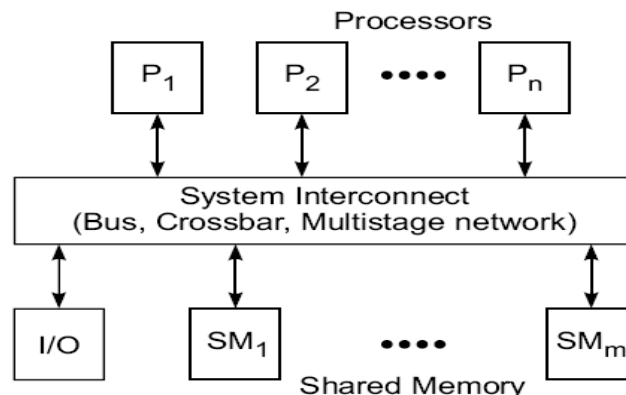 Processors
P1 P2 •••• Pn
System Interconnect
(Bus, Crossbar, Multistage network)
I/O SM1 •••• SMm
Shared Memory